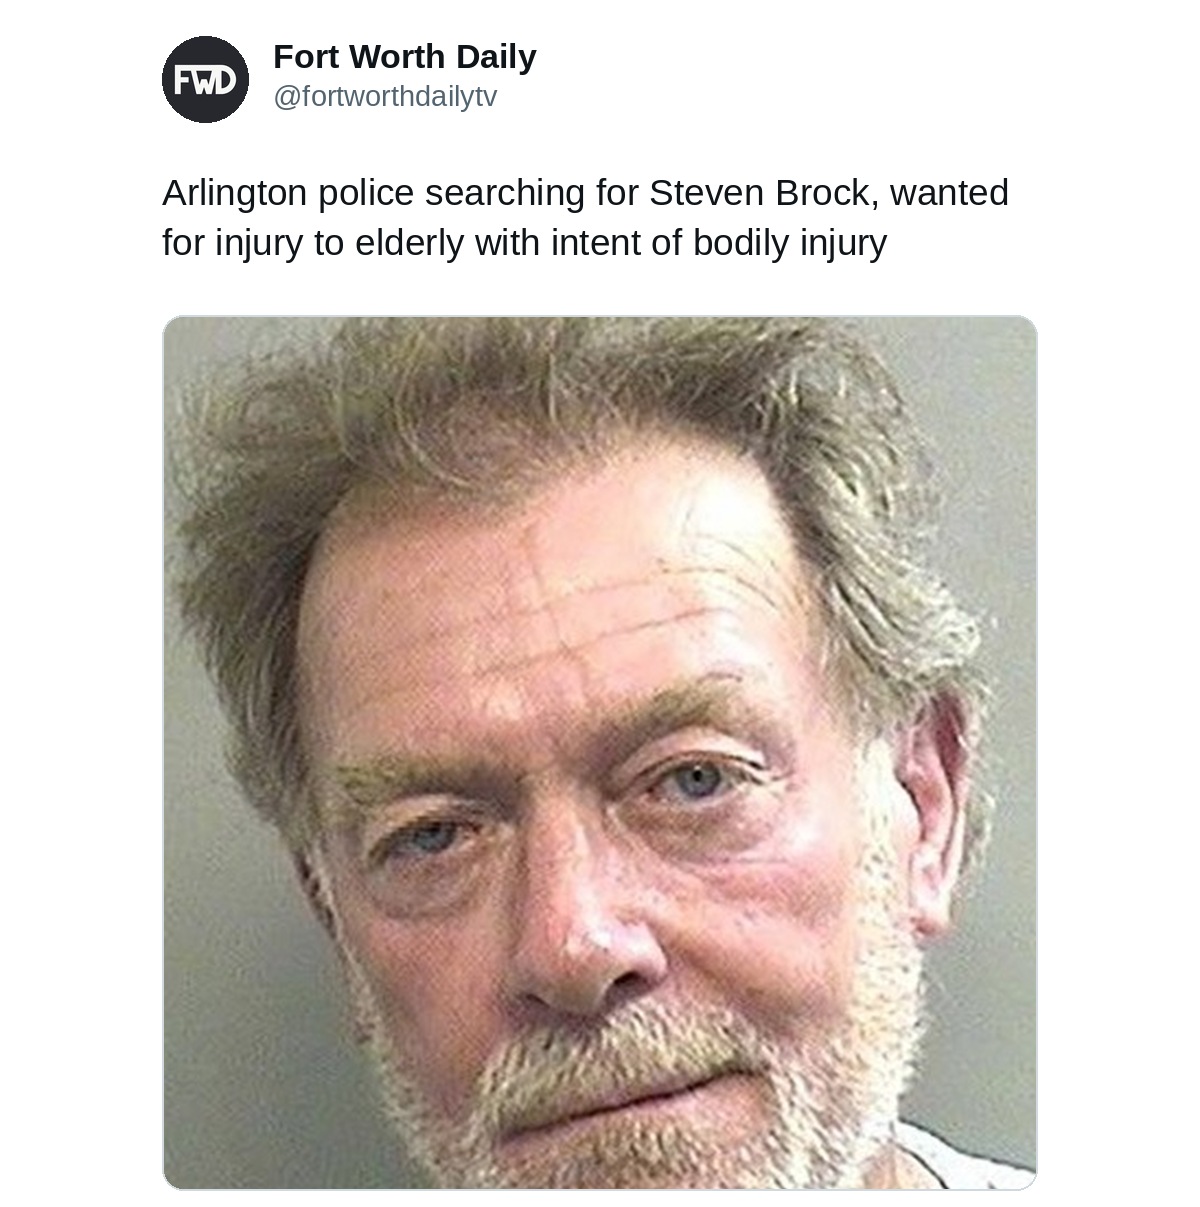 FWD
Fort Worth Daily
@fortworthdailytv
Arlington police searching for Steven Brock, wanted
for injury to elderly with intent of bodily injury